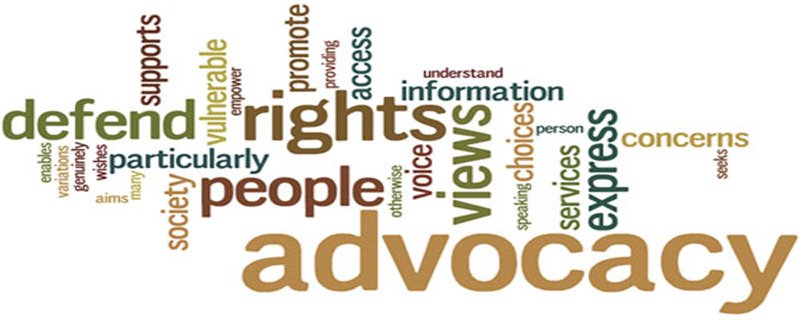 supports
vulnerable
empower
promote
providing
access
understand
information
defend
rights
views
choices
person
express
concerns
enables
variations
genuinely
wishes
particularly
aims
many
society
people
otherwise
voice
speaking
services
seeks
advocacy